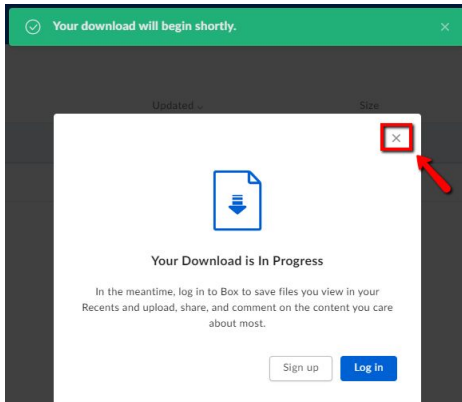 Your download will begin shortly.
Updated
Size
Your Download is In Progress
In the meantime, log in to Box to save files you view in your
Recents and upload, share, and comment on the content you care
about most.
Sign up
Log in